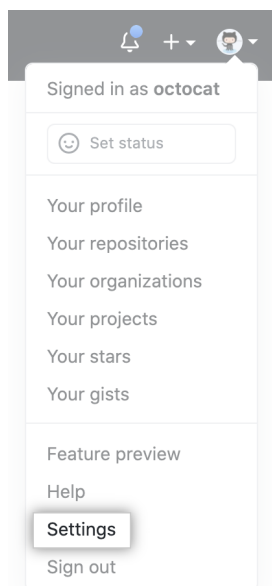 Signed in as octocat
Set status
Your profile
Your repositories
Your organizations
Your projects
Your stars
Your gists
Feature preview
Help
Settings
Sign out